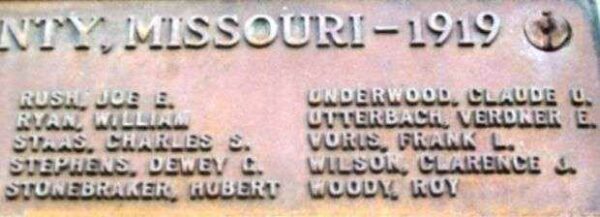 NTY, MISSOURI - 1919
RUSH, JOE E.
RYAN, WILLIAM
STAAS, CHARLES S.
STEPHENS, DEWEY G.
STONEBRAKER, HUBERT
UNDERWOOD, CLAUDE U.
UTTERBACH, VERDNER E.
VORIS, FRANK L.
WILSON, CLARENCE J.
WOODY, ROY